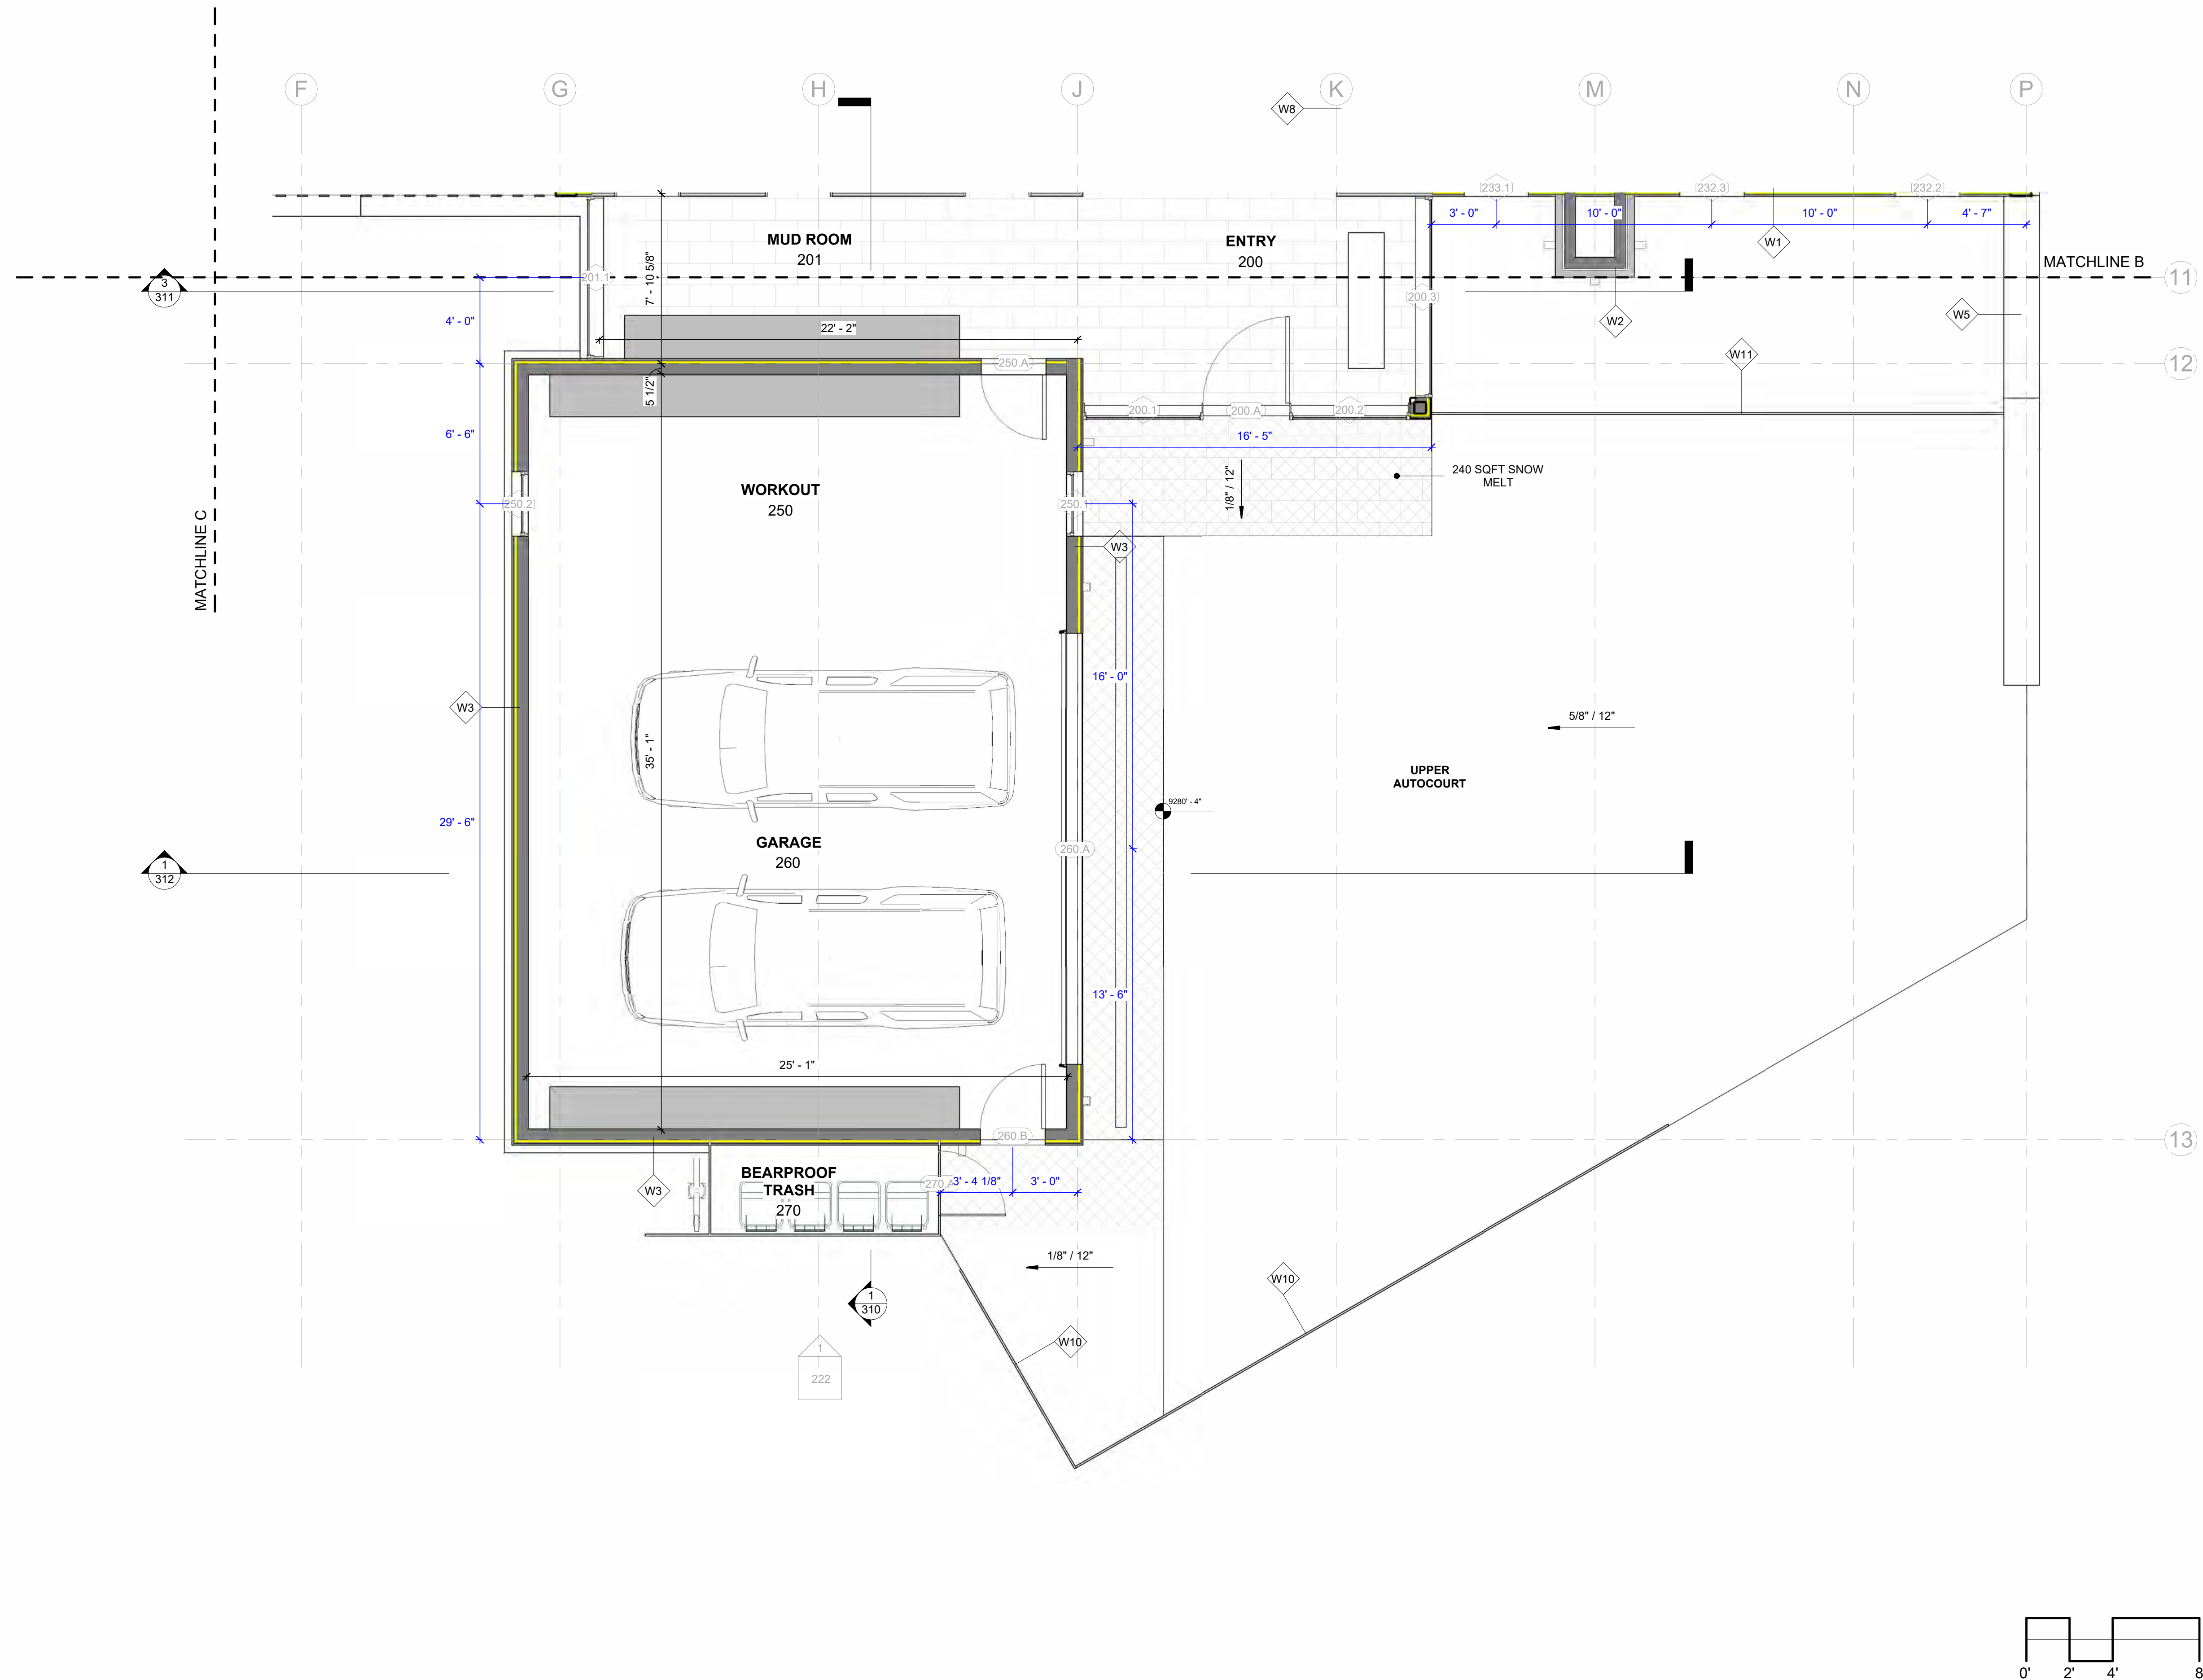 F
G
H
J
K
M
N
P
W8
[233.1]
[232.3]
[232.2]
3' - 0"
10' - 0"
10' - 0"
4' - 7"
W1
MUD ROOM
201
ENTRY
200
7' - 10 5/8"
MATCHLINE B
11
3
311
201.1
[200.3]
W2
W5
4' - 0"
22' - 2"
W11
12
250.A
5 1/2"
200.1
200.A
200.2
6' - 6"
16' - 5"
240 SQFT SNOW
MELT
1/8" / 12"
WORKOUT
250
[250.2]
[250.1]
MATCHLINE C
W3
16' - 0"
W3
35' - 1"
5/8" / 12"
UPPER
AUTOCOURT
9280' - 4"
29' - 6"
GARAGE
260
260.A
1
312
13' - 6"
25' - 1"
260.B
13
BEARPROOF
TRASH
270
270.A
3' - 4 1/8"
3' - 0"
W3
1/8" / 12"
W10
1
310
W10
1
222
0'
2'
4'
8